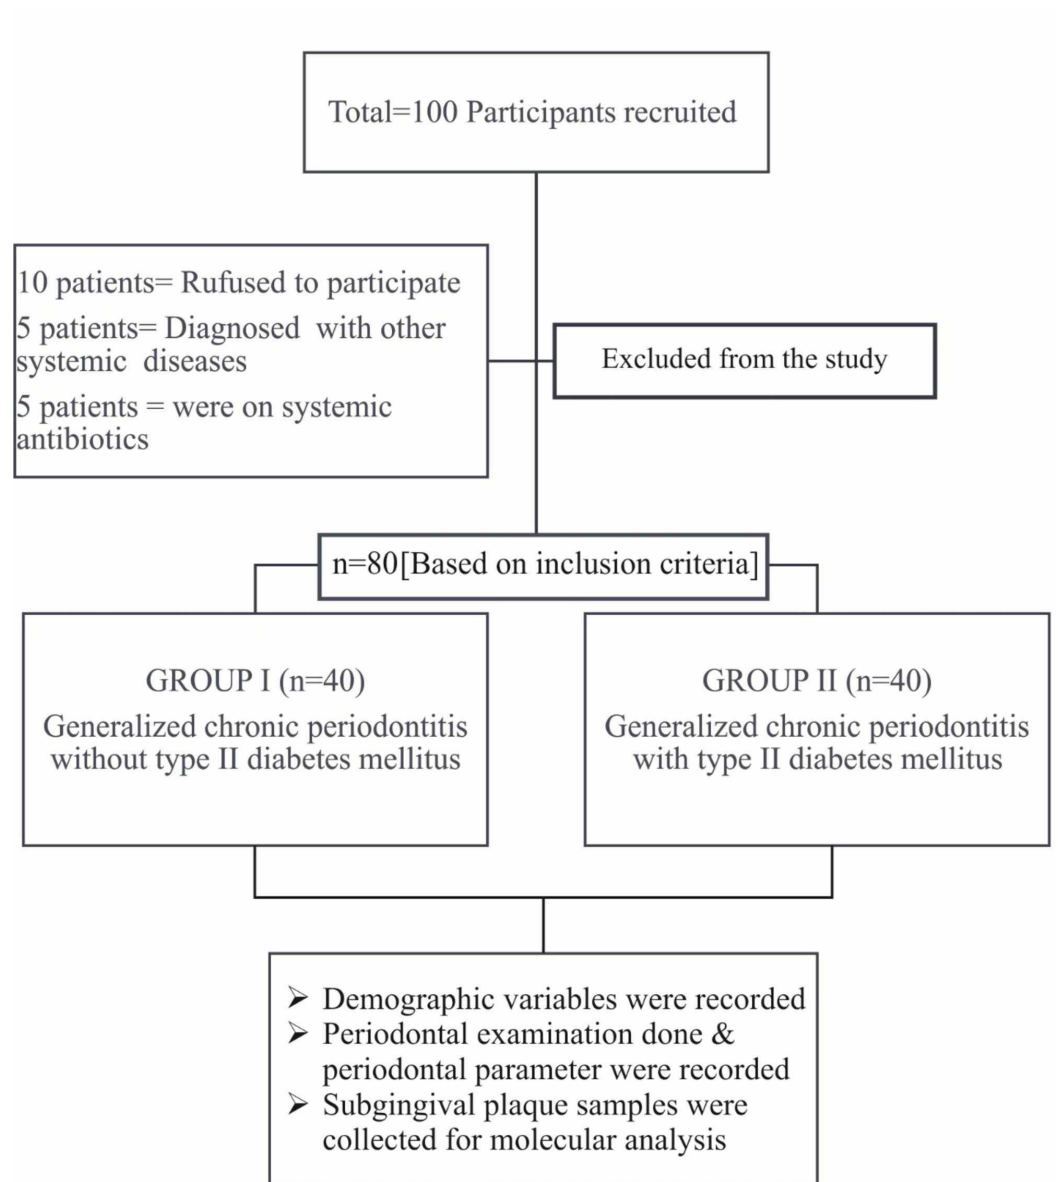 Total=100 Participants recruited
10 patients= Rufused to participate
5 patients= Diagnosed with other
systemic diseases
5 patients = were on systemic
antibiotics
Excluded from the study
n=80[Based on inclusion criteria]
GROUP I (n=40)
Generalized chronic periodontitis
without type II diabetes mellitus
GROUP II (n=40)
Generalized chronic periodontitis
with type II diabetes mellitus
➢ Demographic variables were recorded
➢ Periodontal examination done &
periodontal parameter were recorded
➢ Subgingival plaque samples were
collected for molecular analysis